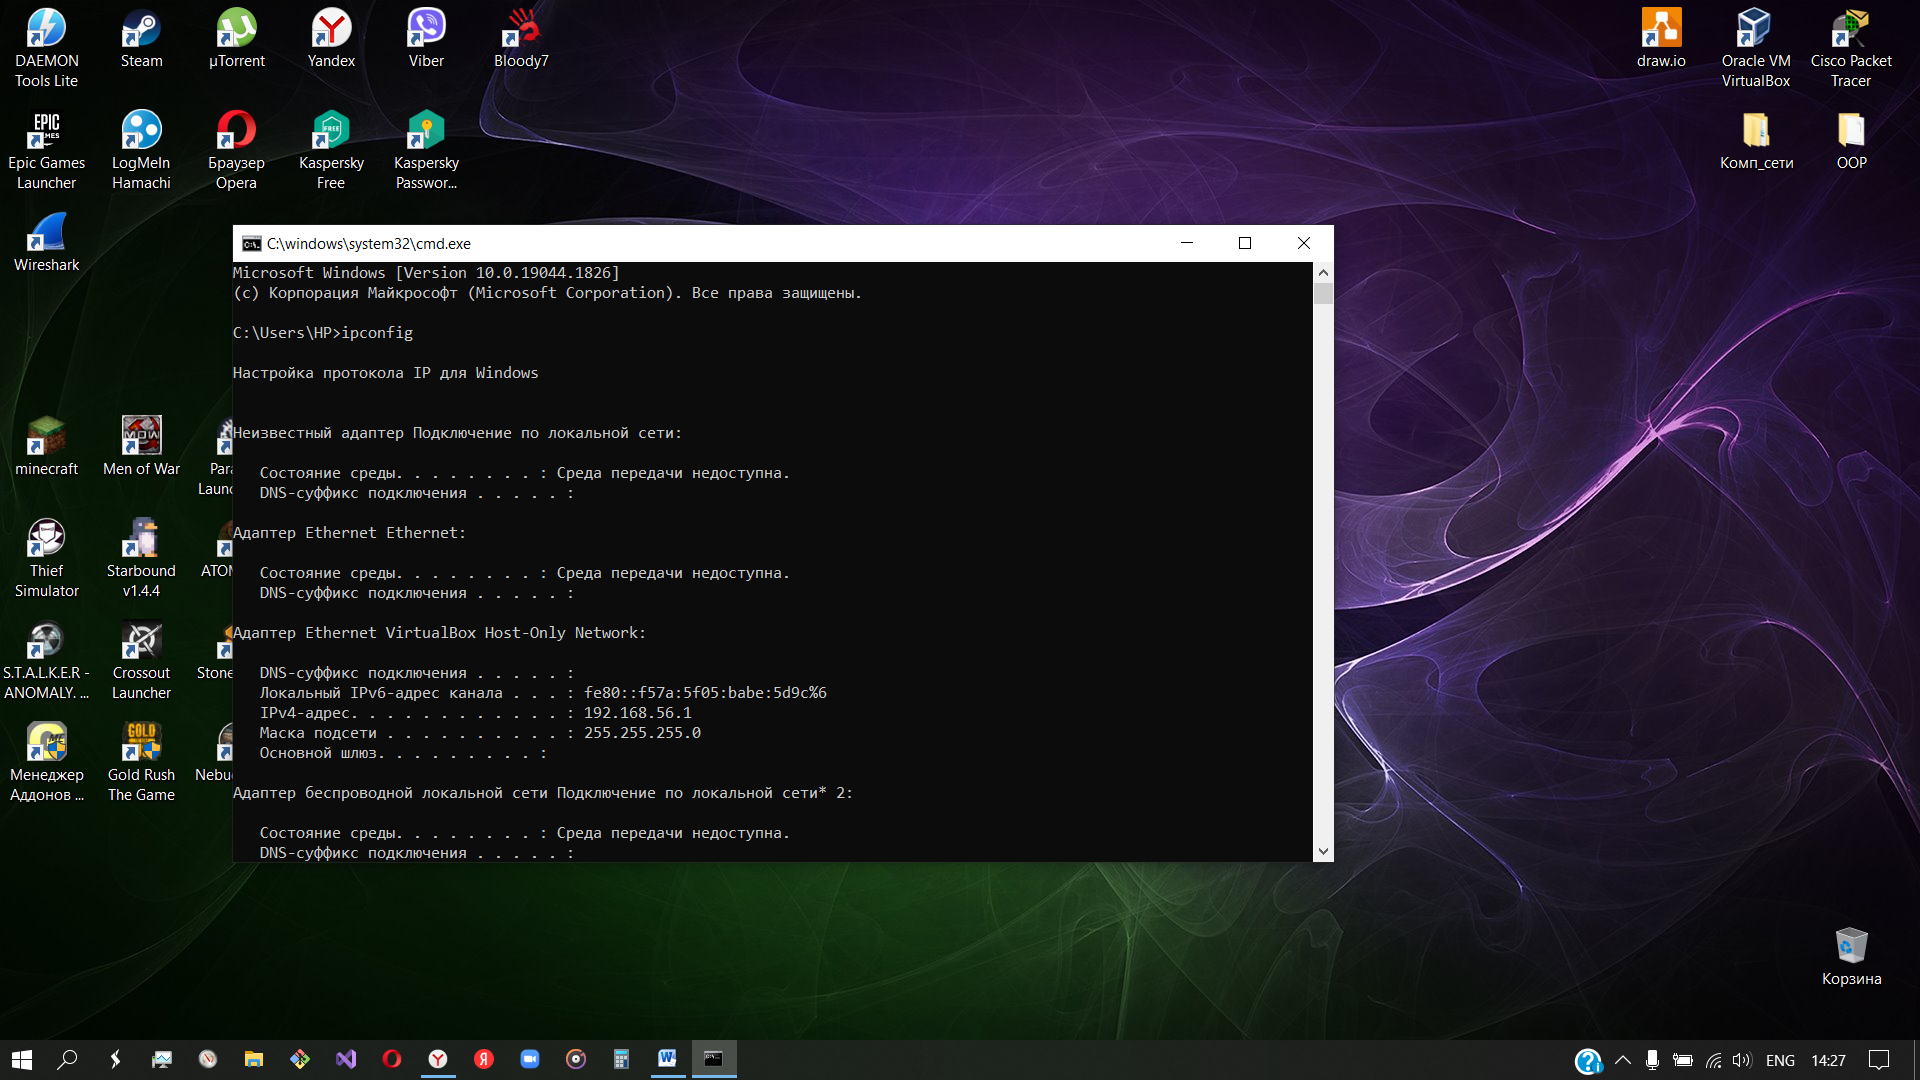 DAEMON Tools Lite
Steam
µTorrent
Yandex
Viber
Bloody7
draw.io
Oracle VM VirtualBox
Cisco Packet Tracer
Epic Games Launcher
LogMeIn Hamachi
Браузер Opera
Kaspersky Free
Kaspersky Passwor...
Комп_сети
OOP
Wireshark
C:\windows\system32\cmd.exe
Microsoft Windows [Version 10.0.19044.1826]
(c) Корпорация Майкрософт (Microsoft Corporation). Все права защищены.
C:\Users\HP>ipconfig
Настройка протокола IP для Windows
Неизвестный адаптер Подключение по локальной сети:
Состояние среды. . . . . . . . : Среда передачи недоступна.
DNS-суффикс подключения . . . . . :
Адаптер Ethernet Ethernet:
Состояние среды. . . . . . . . : Среда передачи недоступна.
DNS-суффикс подключения . . . . . :
Адаптер Ethernet VirtualBox Host-Only Network:
DNS-суффикс подключения . . . . . :
Локальный IPv6-адрес канала . . . : fe80::f57a:5f05:babe:5d9c%6
IPv4-адрес. . . . . . . . . . . . : 192.168.56.1
Маска подсети . . . . . . . . . . : 255.255.255.0
Основной шлюз. . . . . . . . . :
Адаптер беспроводной локальной сети Подключение по локальной сети* 2:
Состояние среды. . . . . . . . : Среда передачи недоступна.
DNS-суффикс подключения . . . . . :
minecraft
Men of War
Para
Laun
Thief Simulator
Starbound v1.4.4
ATOM
S.T.A.L.K.E.R - ANOMALY. ...
Crossout Launcher
Stone
Менеджер Аддонов ...
Gold Rush The Game
Nebu
Корзина
ENG
14:27